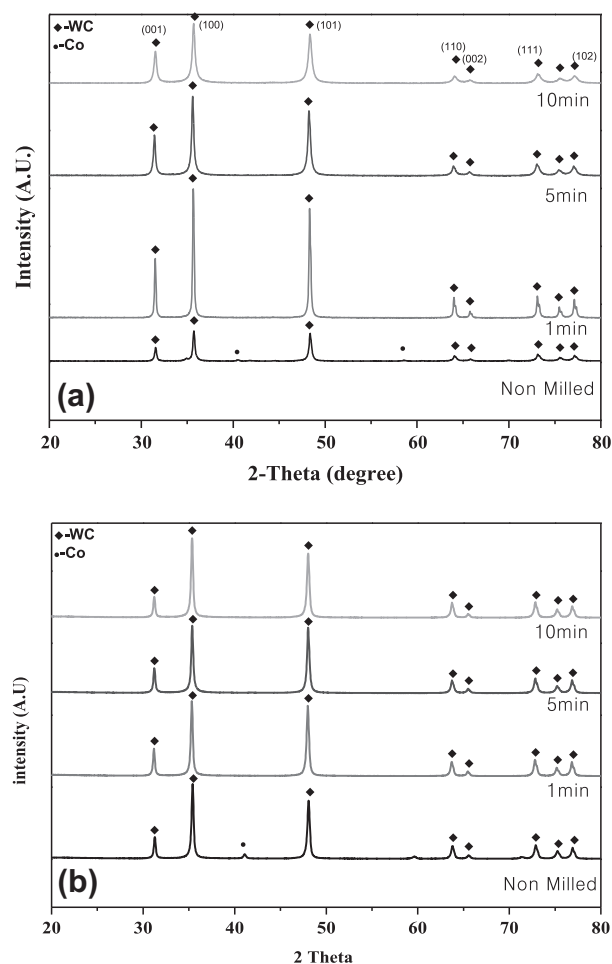 ◆-WC
•-Co
(001)
(100)
(101)
(110)
(002)
(111)
(102)
10min
5min
1min
Non Milled
(a)
Intensity (A.U.)
20 30 40 50 60 70 80
2-Theta (degree)
◆-WC
•-Co
10min
5min
1min
Non Milled
(b)
intensity (A.U)
20 30 40 50 60 70 80
2 Theta